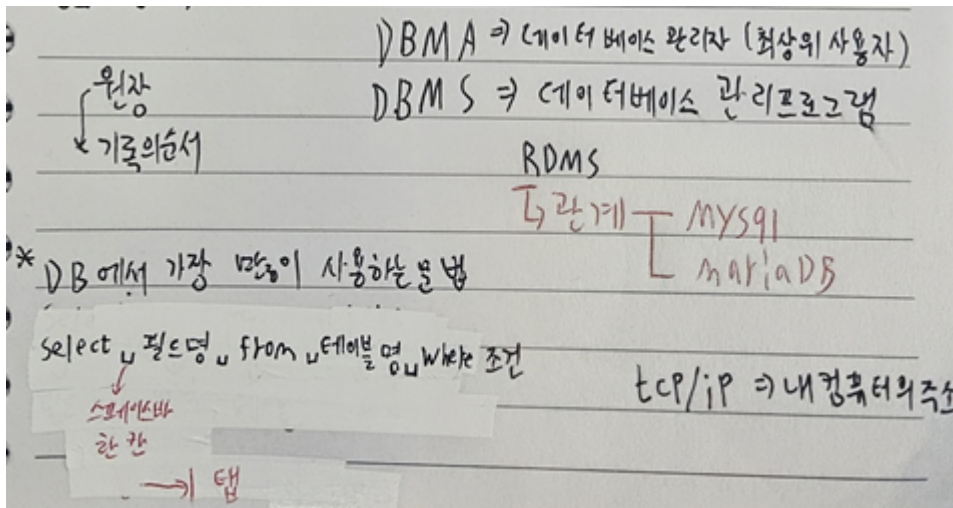 DBMA ⇒ 데이터베이스 관리자 (최상위 사용자)
원장
DBMS ⇒ 데이터베이스 관리프로그램
기록의순서
RDMS
↳ 관계 ─ MYSql
mariaDB
* DB에서 가장 많이 사용하는 문법
select ␣ 필드명 ␣ from ␣ 테이블명 ␣ where 조건
tcp/ip ⇒ 내컴퓨터의 주소
스페이스바
한 칸
→| 탭